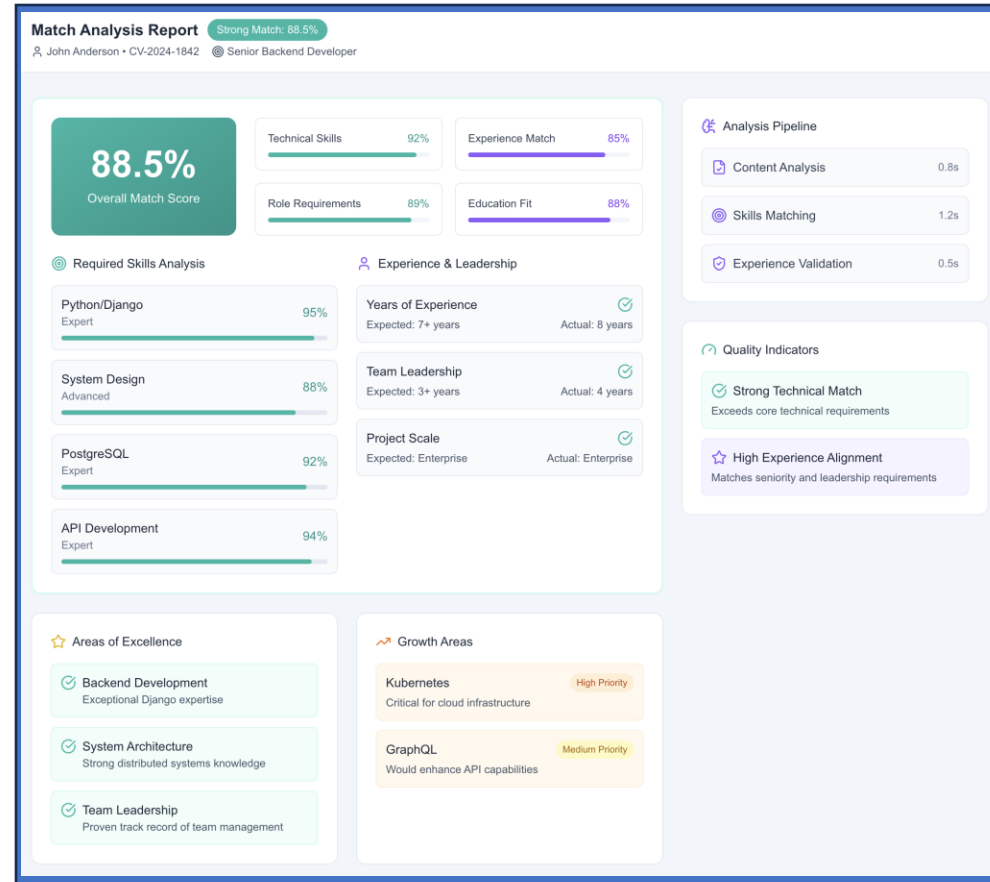 Match Analysis Report
Strong Match: 88.5%
John Anderson • CV-2024-1842
Senior Backend Developer
88.5%
Overall Match Score
Technical Skills 92%
Experience Match 85%
Role Requirements 89%
Education Fit 88%
Required Skills Analysis
Python/Django
Expert
95%
System Design
Advanced
88%
PostgreSQL
Expert
92%
API Development
Expert
94%
Experience & Leadership
Years of Experience
Expected: 7+ years Actual: 8 years
Team Leadership
Expected: 3+ years Actual: 4 years
Project Scale
Expected: Enterprise Actual: Enterprise
Analysis Pipeline
Content Analysis 0.8s
Skills Matching 1.2s
Experience Validation 0.5s
Quality Indicators
Strong Technical Match
Exceeds core technical requirements
High Experience Alignment
Matches seniority and leadership requirements
Areas of Excellence
Backend Development
Exceptional Django expertise
System Architecture
Strong distributed systems knowledge
Team Leadership
Proven track record of team management
Growth Areas
Kubernetes High Priority
Critical for cloud infrastructure
GraphQL Medium Priority
Would enhance API capabilities